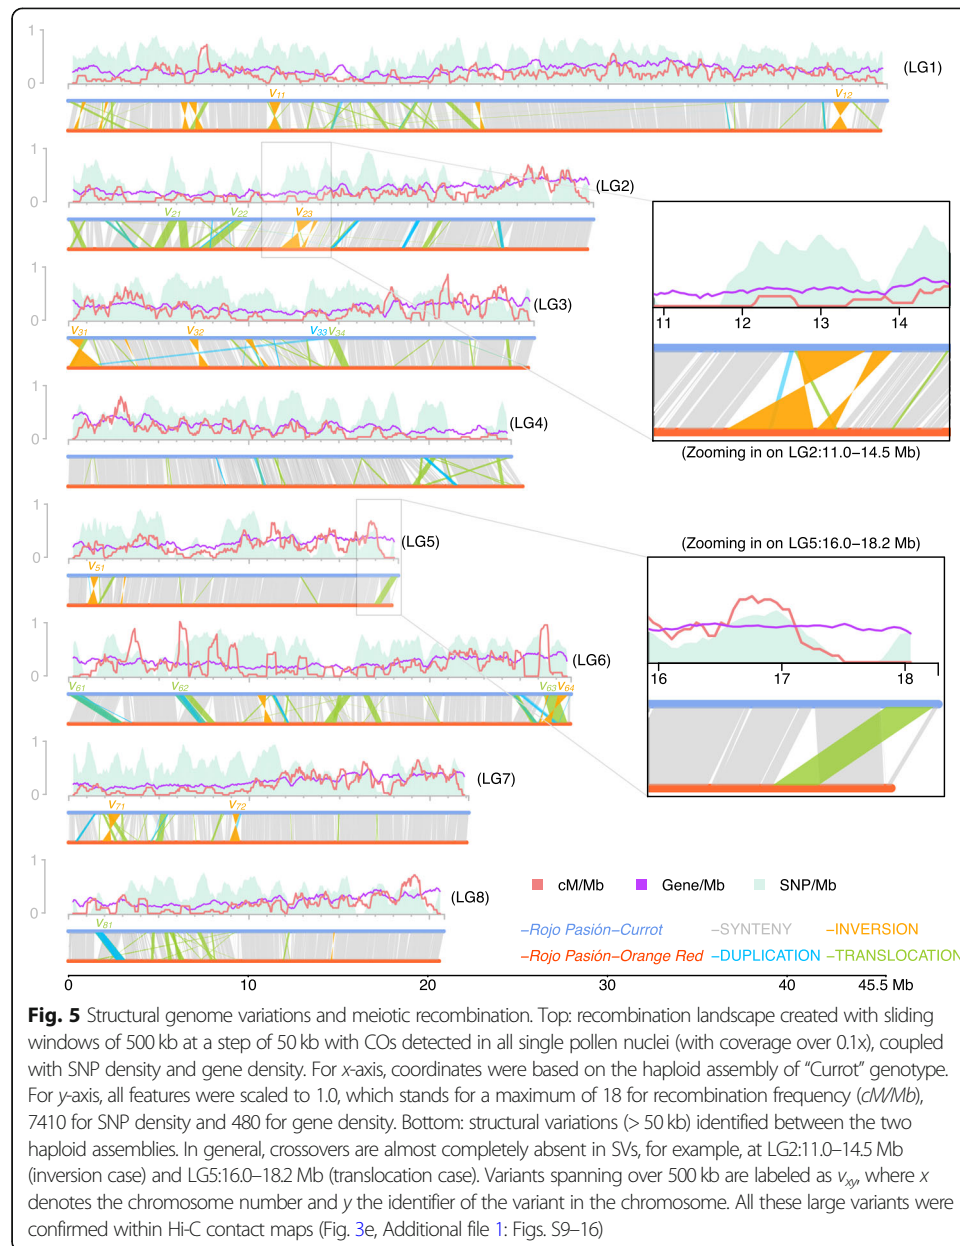 1
0
(LG1)
v11
v12
1
0
(LG2)
v21
v22
v23
1
0
(LG3)
v31
v32
v33
v34
11
12
13
14
(Zooming in on LG2:11.0–14.5 Mb)
1
0
(LG4)
1
0
(LG5)
v51
(Zooming in on LG5:16.0–18.2 Mb)
16
17
18
1
0
(LG6)
v61
v62
v63
v64
1
0
(LG7)
v71
v72
1
0
(LG8)
v81
cM/Mb Gene/Mb SNP/Mb
–Rojo Pasión–Currot –SYNTENY –INVERSION
–Rojo Pasión–Orange Red –DUPLICATION –TRANSLOCATION
0 10 20 30 40 45.5 Mb
Fig. 5 Structural genome variations and meiotic recombination. Top: recombination landscape created with sliding
windows of 500 kb at a step of 50 kb with COs detected in all single pollen nuclei (with coverage over 0.1x), coupled
with SNP density and gene density. For x-axis, coordinates were based on the haploid assembly of “Currot” genotype.
For y-axis, all features were scaled to 1.0, which stands for a maximum of 18 for recombination frequency (cM/Mb),
7410 for SNP density and 480 for gene density. Bottom: structural variations (> 50 kb) identified between the two
haploid assemblies. In general, crossovers are almost completely absent in SVs, for example, at LG2:11.0–14.5 Mb
(inversion case) and LG5:16.0–18.2 Mb (translocation case). Variants spanning over 500 kb are labeled as vxy, where x
denotes the chromosome number and y the identifier of the variant in the chromosome. All these large variants were
confirmed within Hi-C contact maps (Fig. 3e, Additional file 1: Figs. S9–16)